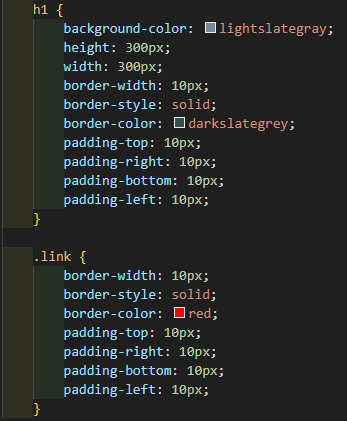 h1 {
background-color: lightslategray;
height: 300px;
width: 300px;
border-width: 10px;
border-style: solid;
border-color: darkslategrey;
padding-top: 10px;
padding-right: 10px;
padding-bottom: 10px;
padding-left: 10px;
}
.link {
border-width: 10px;
border-style: solid;
border-color: red;
padding-top: 10px;
padding-right: 10px;
padding-bottom: 10px;
padding-left: 10px;
}